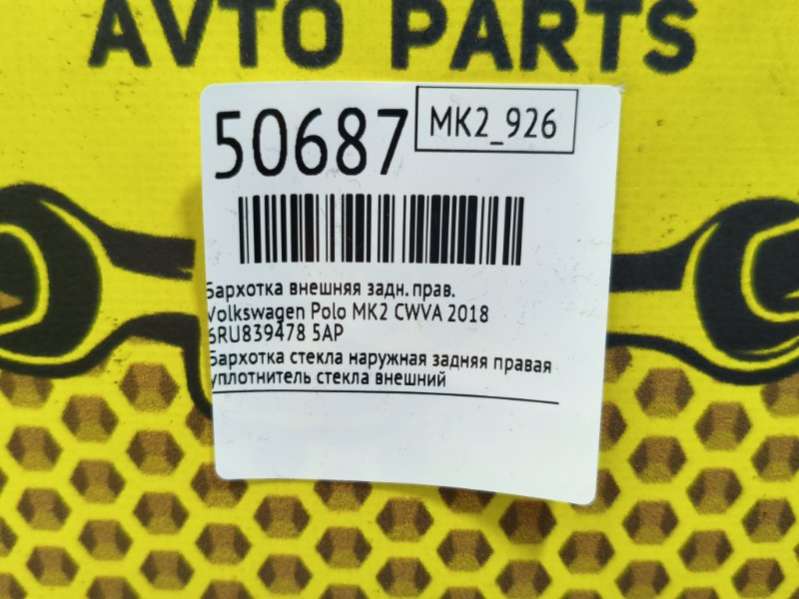 AVTO PARTS
50687
MK2_926
Бархотка внешняя задн. прав.
Volkswagen Polo MK2 CWVA 2018
6RU839478 5AP
Бархотка стекла наружная задняя правая
уплотнитель стекла внешний